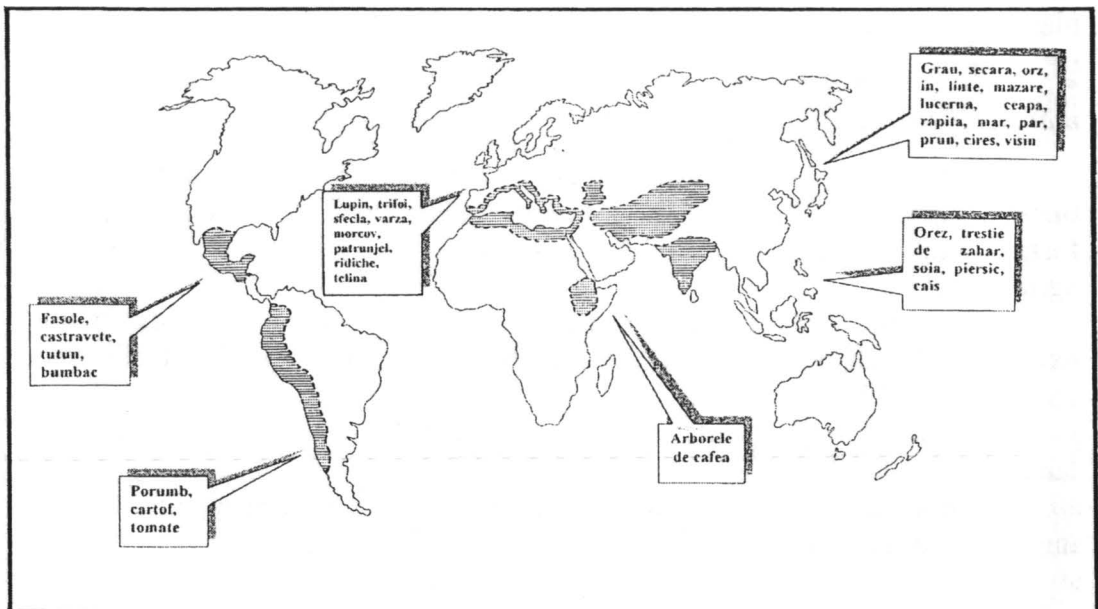 Grau, secara, orz,
in, linte, mazare,
lucerna, ceapa,
rapita, mar, par,
prun, cires, visin
Lupin, trifoi,
sfecla, varza,
morcov,
patrunjel,
ridiche,
telina
Orez, trestie
de zahar,
soia, piersic,
cais
Fasole,
castravete,
tutun,
bumbac
Arborele
de cafea
Porumb,
cartof,
tomate